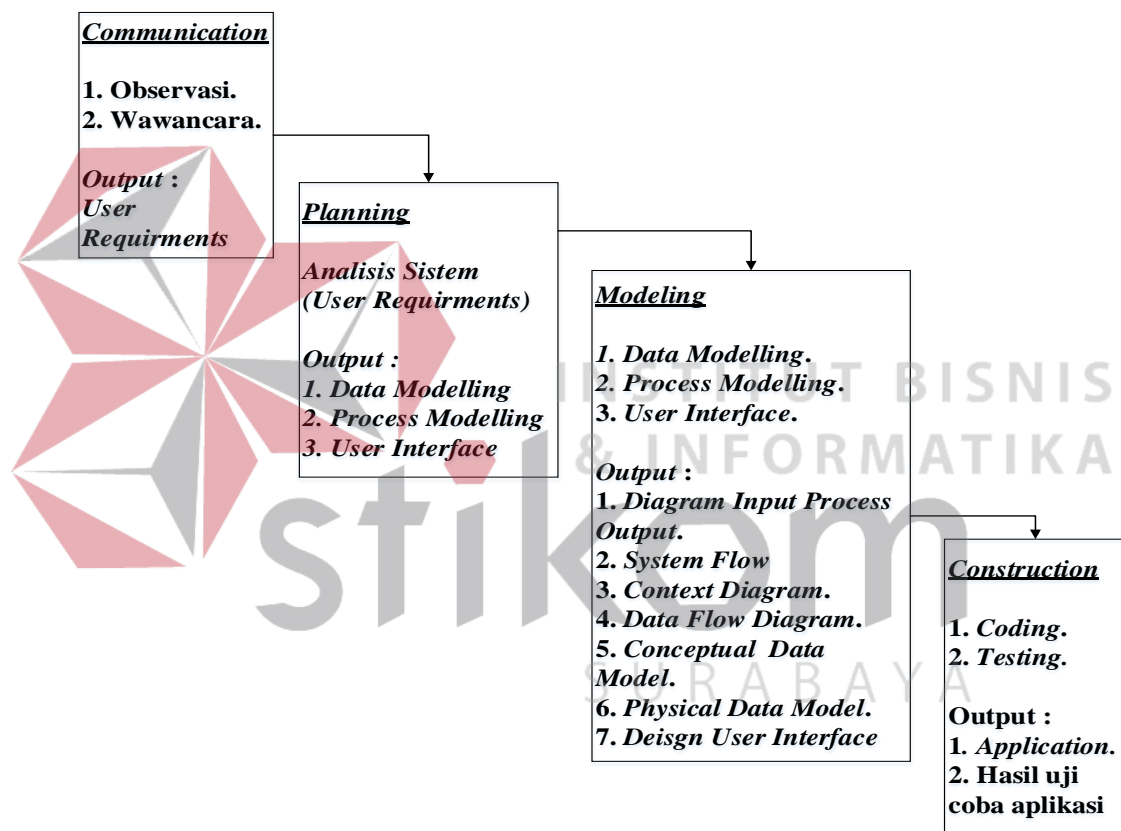 Communication
1. Observasi.
2. Wawancara.
Output :
User
Requirments
Planning
Analisis Sistem
(User Requirments)
Output :
1. Data Modelling
2. Process Modelling
3. User Interface
Modeling
1. Data Modelling.
2. Process Modelling.
3. User Interface.
Output :
1. Diagram Input Process
Output.
2. System Flow
3. Context Diagram.
4. Data Flow Diagram.
5. Conceptual Data
Model.
6. Physical Data Model.
7. Deisgn User Interface
Construction
1. Coding.
2. Testing.
Output :
1. Application.
2. Hasil uji
coba aplikasi
INSTITUT BISNIS
& INFORMATIKA
stikom
SURABAYA